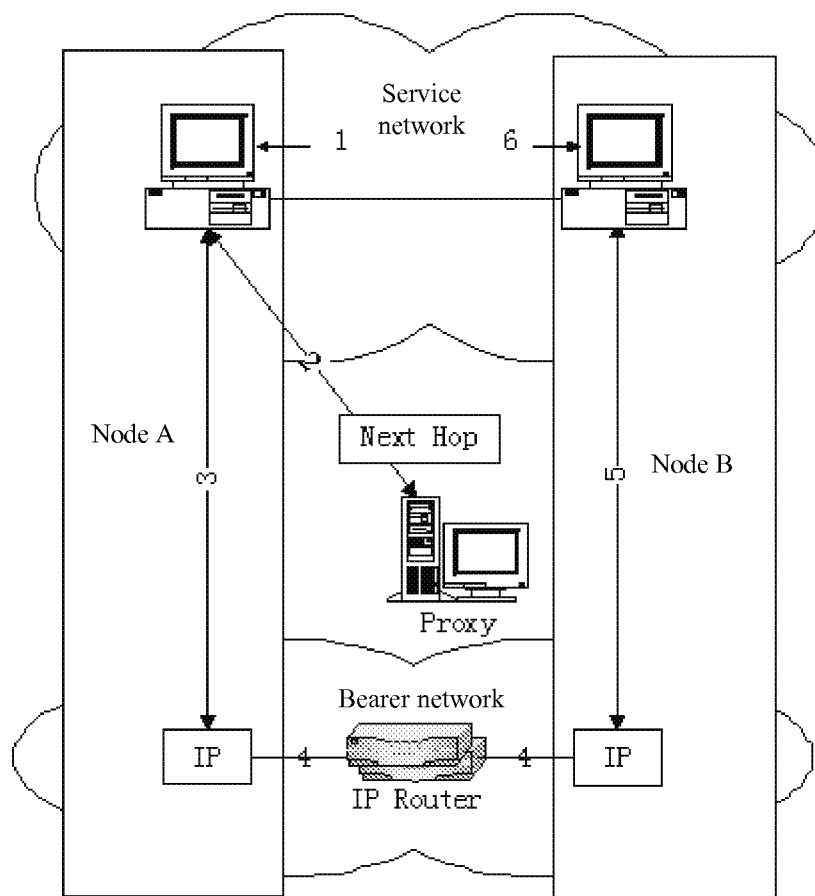 Service
network
1
6
2
Next Hop
Node A
Node B
3
5
Proxy
Bearer network
IP
4
4
IP
IP Router